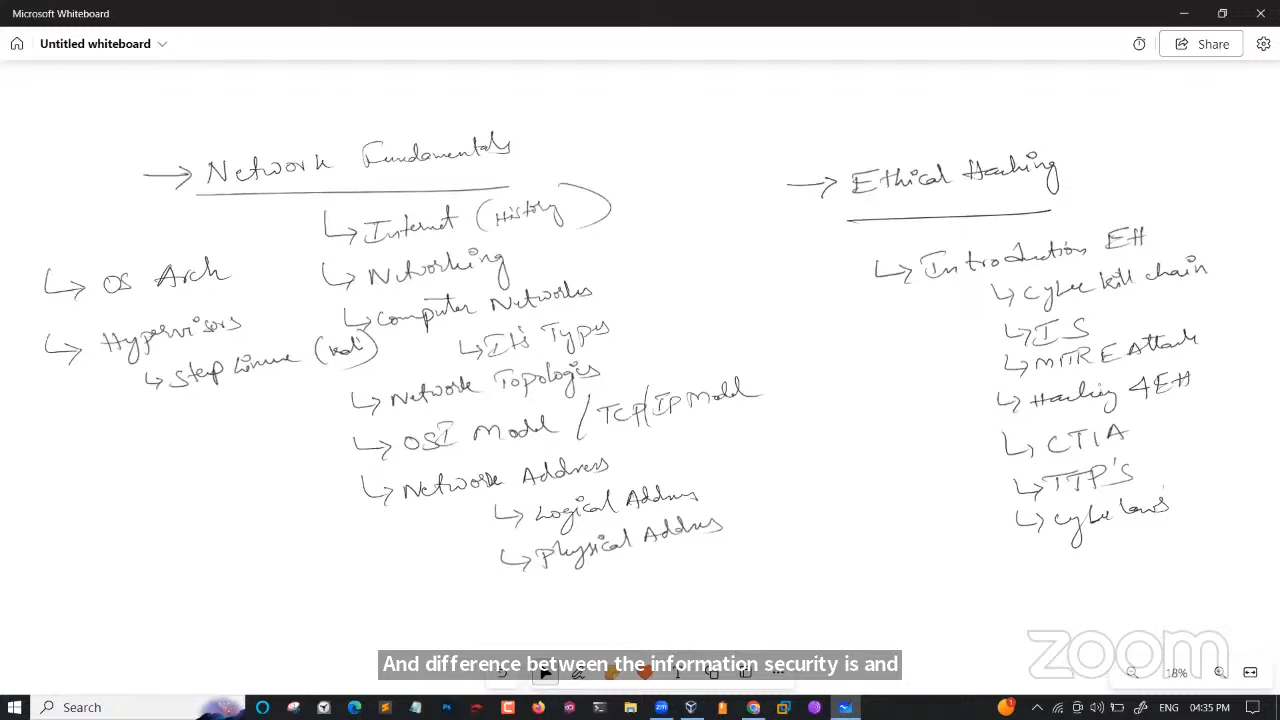 Microsoft Whiteboard
Untitled whiteboard
Share
→ Network Fundamentals
↳ Internet (History)
↳ Networking
↳ Computer Networks
↳ Its Types
↳ Network Topologies
↳ OSI Model / TCP/IP Model
↳ Network Address
↳ Logical Address
↳ Physical Address
↳ OS Arch
↳ Hypervisors
↳ Setup Linux (Kali)
→ Ethical Hacking
↳ Introduction EH
↳ Cyber kill chain
↳ IS
↳ MITRE Attack
↳ Hacking & EH
↳ CTIA
↳ TTP's
↳ Cyber laws
zoom
And difference between the information security is and
18%
Search
ENG 04:35 PM